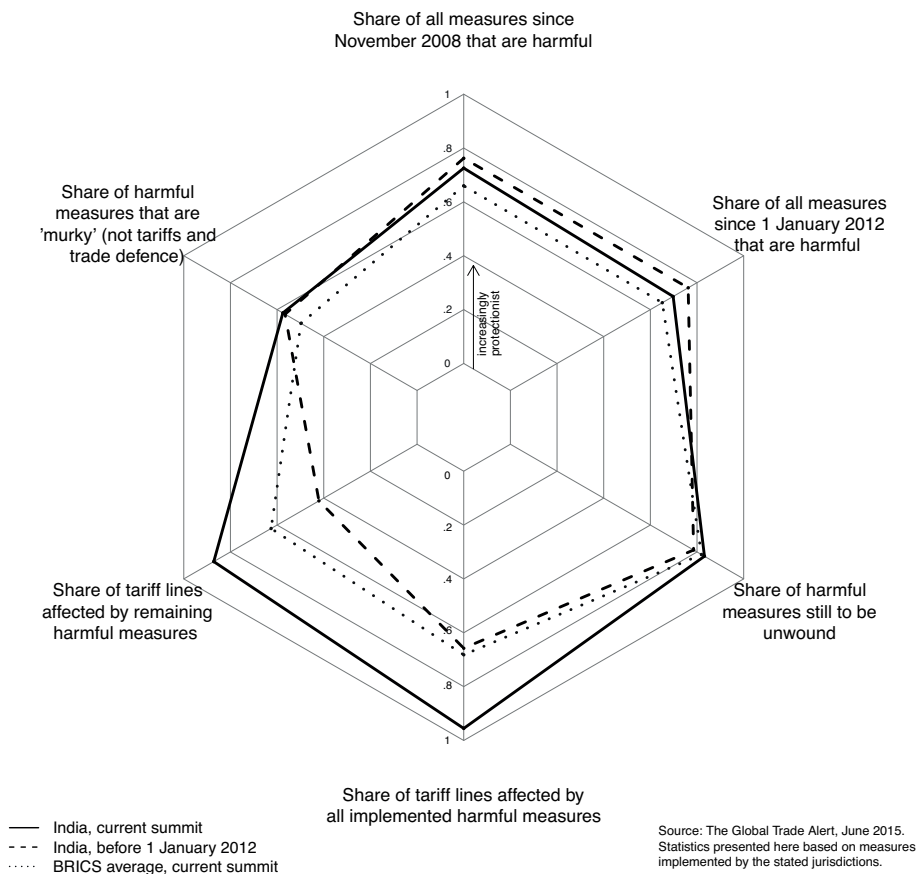 Share of all measures since
November 2008 that are harmful
1
.8
.6
.4
.2
0
increasingly
protectionist
Share of harmful
measures that are
'murky' (not tariffs and
trade defence)
Share of all measures
since 1 January 2012
that are harmful
0
.2
.4
.6
.8
1
Share of tariff lines
affected by remaining
harmful measures
Share of harmful
measures still to be
unwound
Share of tariff lines affected by
all implemented harmful measures
India, current summit
India, before 1 January 2012
BRICS average, current summit
Source: The Global Trade Alert, June 2015.
Statistics presented here based on measures
implemented by the stated jurisdictions.